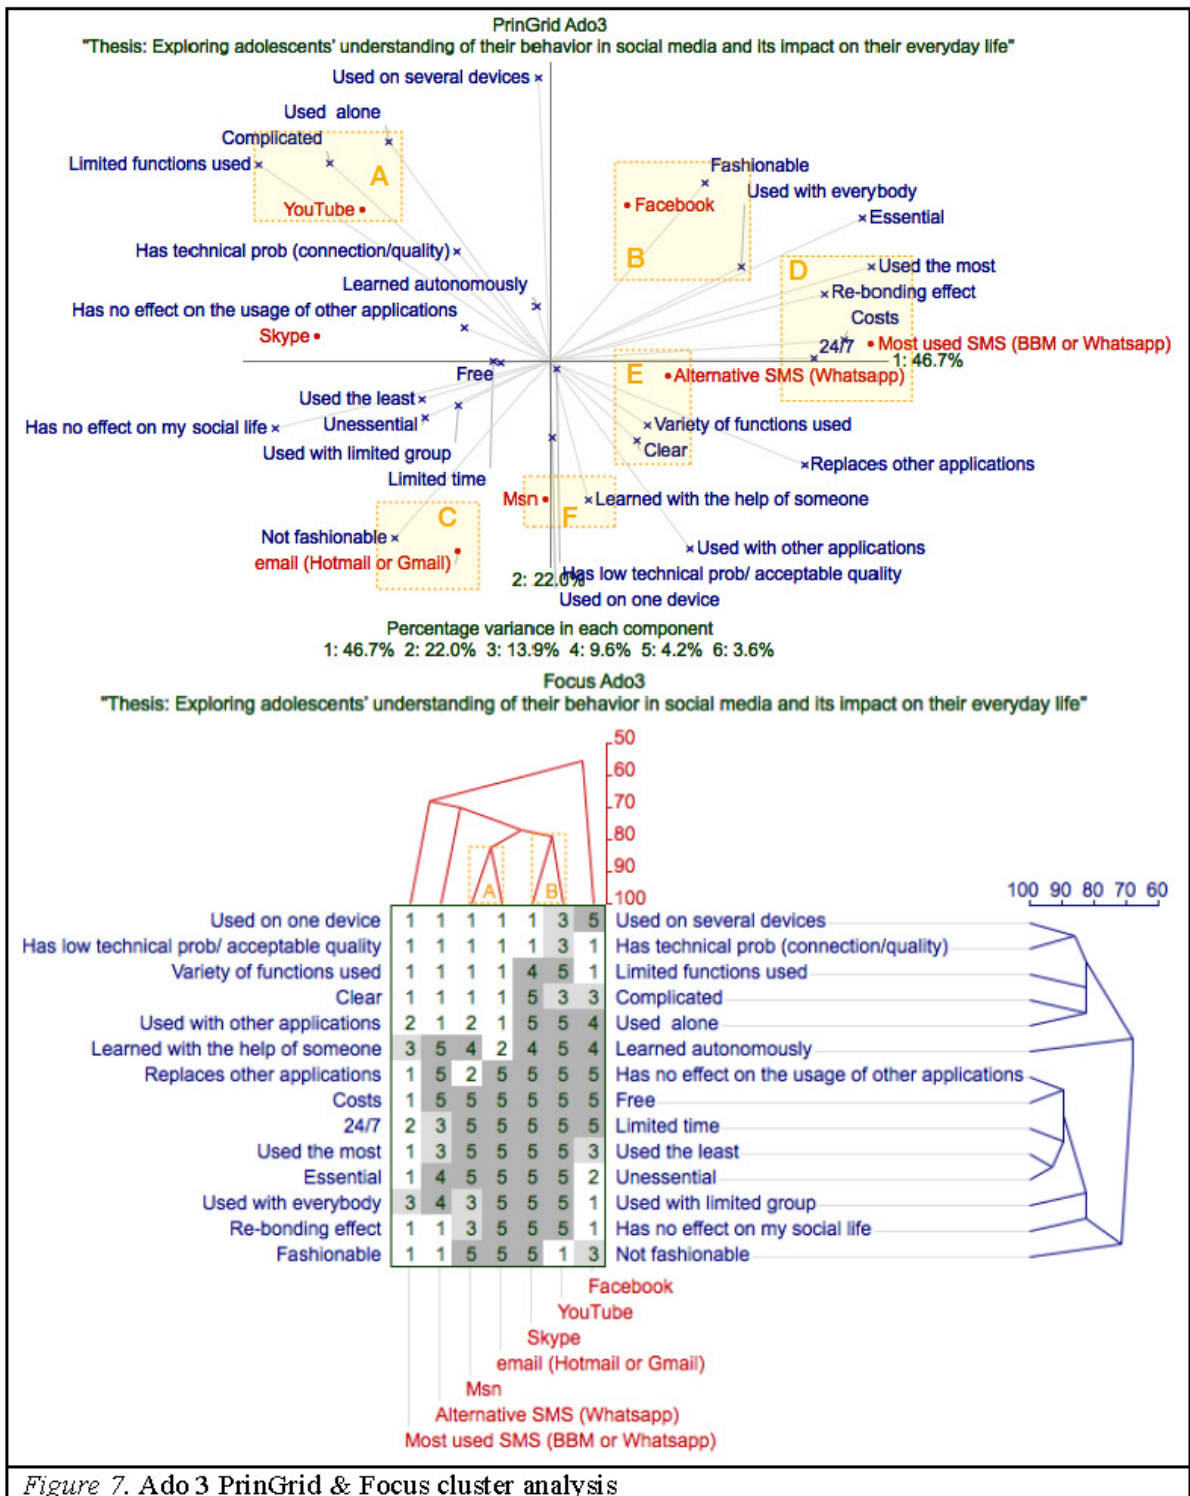 PrinGrid Ado3
"Thesis: Exploring adolescents' understanding of their behavior in social media and its impact on their everyday life"
Used on several devices
Used alone
Complicated
Limited functions used
A
YouTube
Fashionable
Used with everybody
Facebook
Essential
B
Has technical prob (connection/quality)
D
Used the most
Learned autonomously
Re-bonding effect
Has no effect on the usage of other applications
Costs
Skype
24/7
Most used SMS (BBM or Whatsapp)
1: 46.7%
Free
E
Alternative SMS (Whatsapp)
Used the least
Has no effect on my social life
Unessential
Variety of functions used
Used with limited group
Clear
Replaces other applications
Limited time
Msn
Learned with the help of someone
C
F
Not fashionable
Used with other applications
email (Hotmail or Gmail)
2: 22.0%
Has low technical prob/ acceptable quality
Used on one device
Percentage variance in each component
1: 46.7% 2: 22.0% 3: 13.9% 4: 9.6% 5: 4.2% 6: 3.6%
Focus Ado3
"Thesis: Exploring adolescents' understanding of their behavior in social media and its impact on their everyday life"
50
60
70
80
90
100
A B
100 90 80 70 60
Used on one device 1 1 1 1 1 3 5 Used on several devices
Has low technical prob/ acceptable quality 1 1 1 1 1 3 1 Has technical prob (connection/quality)
Variety of functions used 1 1 1 1 4 5 1 Limited functions used
Clear 1 1 1 1 5 3 3 Complicated
Used with other applications 2 1 2 1 5 5 4 Used alone
Learned with the help of someone 3 5 4 2 4 5 4 Learned autonomously
Replaces other applications 1 5 2 5 5 5 5 Has no effect on the usage of other applications
Costs 1 5 5 5 5 5 5 Free
24/7 2 3 5 5 5 5 5 Limited time
Used the most 1 3 5 5 5 5 3 Used the least
Essential 1 4 5 5 5 5 2 Unessential
Used with everybody 3 4 3 5 5 5 1 Used with limited group
Re-bonding effect 1 1 3 5 5 5 1 Has no effect on my social life
Fashionable 1 1 5 5 5 1 3 Not fashionable
Facebook
YouTube
Skype
email (Hotmail or Gmail)
Msn
Alternative SMS (Whatsapp)
Most used SMS (BBM or Whatsapp)
Figure 7. Ado 3 PrinGrid & Focus cluster analysis